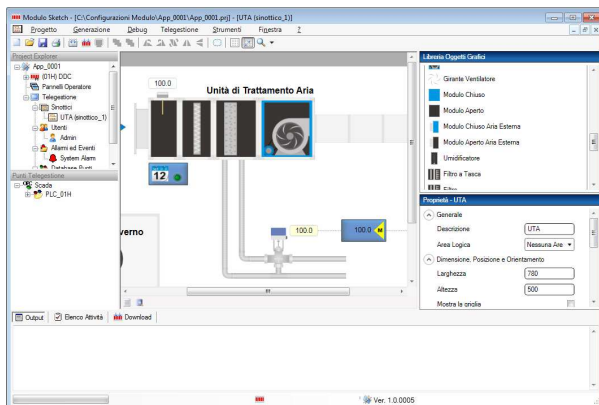 Modulo Sketch - [C:\Configurazioni Modulo\App_0001\App_0001.prj] - [UTA (sinottico_1)]
Progetto Generazione Debug Telegestione Strumenti Finestra ?
Project Explorer
App_0001
(01H) DDC
Pannelli Operatore
Telegestione
Sinottici
UTA (sinottico_1)
Utenti
Admin
Allarmi ed Eventi
System Alarm
Database Punti
Punti Telegestione
Scada
PLC_01H
100.0
Unità di Trattamento Aria
12
verno
100.0
100.0 M
Libreria Oggetti Grafici
Girante Ventilatore
Modulo Chiuso
Modulo Aperto
Modulo Chiuso Aria Esterna
Modulo Aperto Aria Esterna
Umidificatore
Filtro a Tasca
Filtro
Proprietà - UTA
Generale
Descrizione UTA
Area Logica Nessuna Are
Dimensione, Posizione e Orientamento
Larghezza 780
Altezza 500
Mostra la griglia
Output Elenco Attività Download
Ver. 1.0.0005